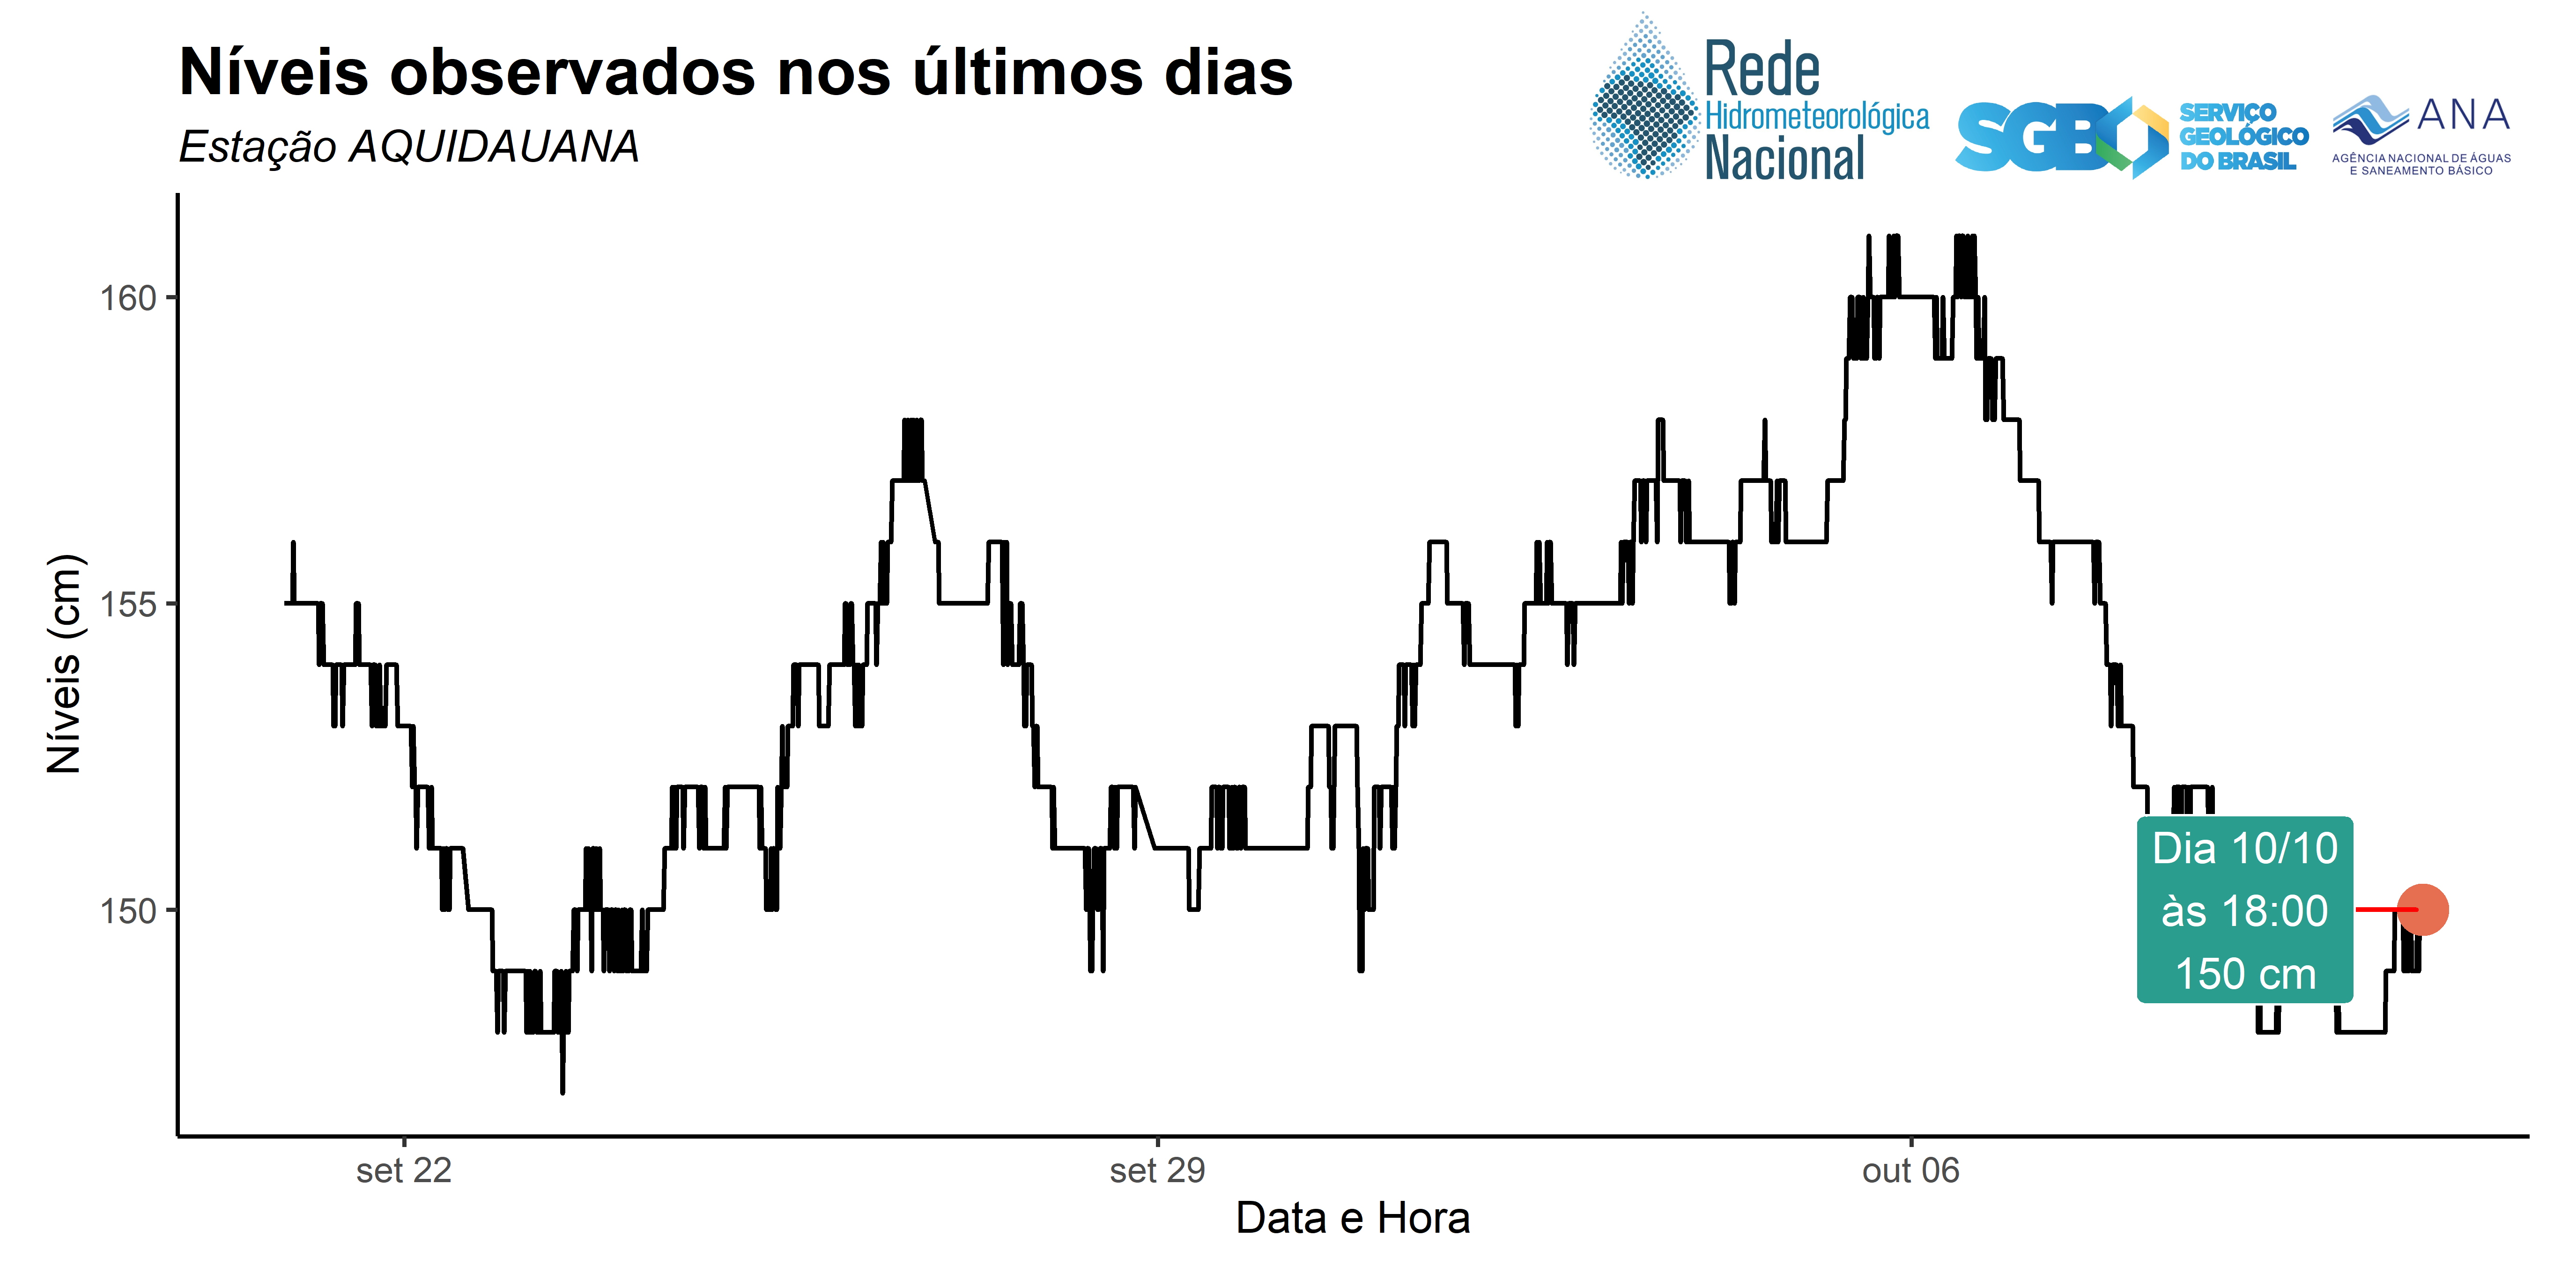 Níveis observados nos últimos dias
Estação AQUIDAUANA
Rede
Hidrometeorológica
Nacional
SGB
SERVIÇO
GEOLÓGICO
DO BRASIL
ANA
AGÊNCIA NACIONAL DE ÁGUAS
E SANEAMENTO BÁSICO
Níveis (cm)
160
155
150
Dia 10/10
às 18:00
150 cm
set 22
set 29
out 06
Data e Hora